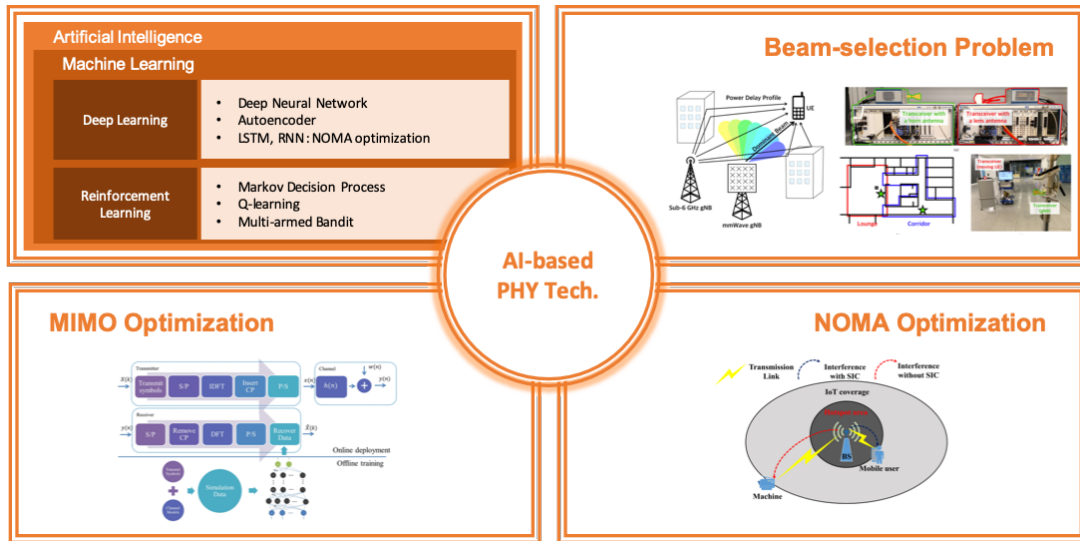 Artificial Intelligence
Machine Learning
Deep Learning
• Deep Neural Network
• Autoencoder
• LSTM, RNN : NOMA optimization
Reinforcement
Learning
• Markov Decision Process
• Q-learning
• Multi-armed Bandit
Beam-selection Problem
Power Delay Profile
UE
Dominant Beam
Sub-6 GHz gNB
mmWave gNB
Transceiver with
a horn antenna
Transceiver with
a lens antenna
Lounge
Corridor
AI-based
PHY Tech.
MIMO Optimization
Transmitter
X(k)
Transmit
symbols
S/P
IDFT
Insert
CP
P/S
x(n)
Channel
h(n)
w(n)
+
y(n)
Receiver
y(n)
S/P
Remove
CP
DFT
P/S
Recover
Data
X̂(k)
Online deployment
Offline training
Simulation
Data
Channel
Models
NOMA Optimization
Transmission
Link
Interference
with SIC
Interference
without SIC
IoT coverage
BS
Mobile user
Machine